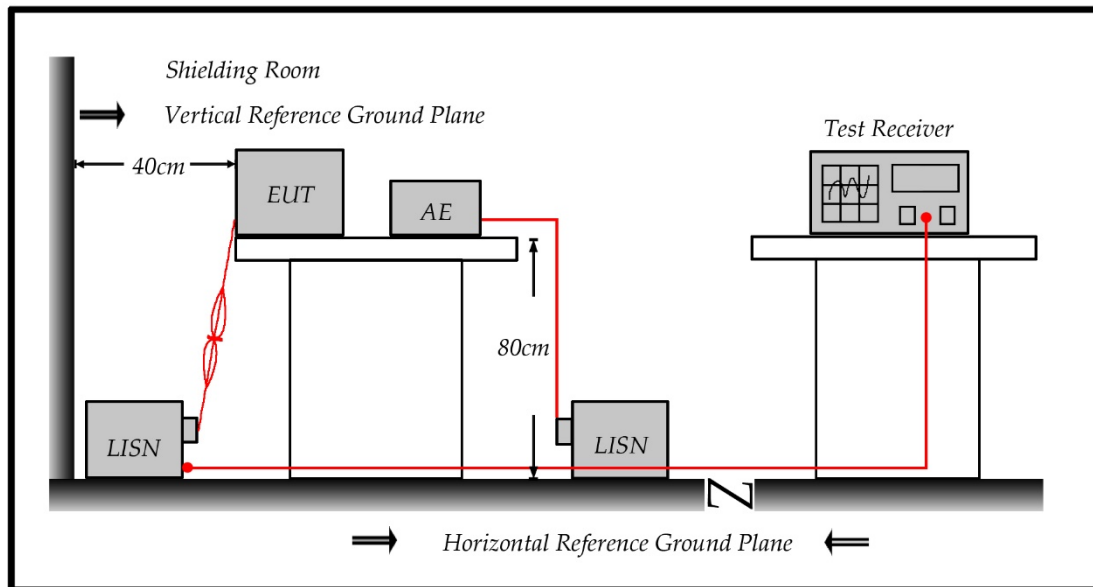 Shielding Room
Vertical Reference Ground Plane
Test Receiver
40cm
EUT
AE
80cm
LISN
LISN
Horizontal Reference Ground Plane